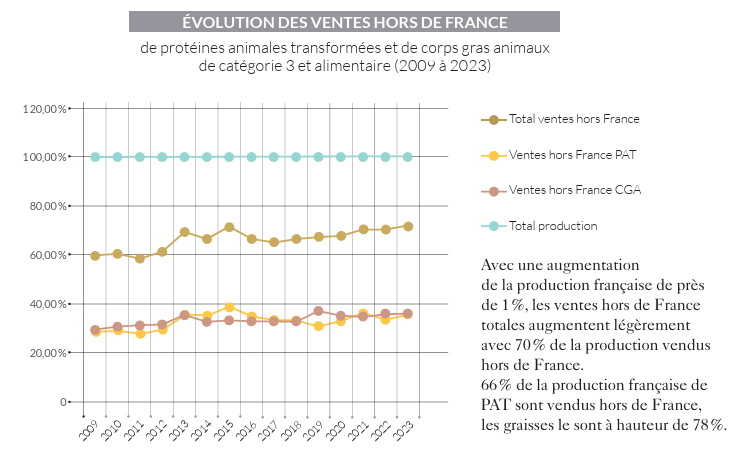 ÉVOLUTION DES VENTES HORS DE FRANCE
de protéines animales transformées et de corps gras animaux
de catégorie 3 et alimentaire (2009 à 2023)
120,00%
100,00%
80,00%
60,00%
40,00%
20,00%
0
2009
2010
2011
2012
2013
2014
2015
2016
2017
2018
2019
2020
2021
2022
2023
Total ventes hors France
Ventes hors France PAT
Ventes hors France CGA
Total production
Avec une augmentation
de la production française de près
de 1%, les ventes hors de France
totales augmentent légèrement
avec 70% de la production vendus
hors de France.
66% de la production française de
PAT sont vendus hors de France,
les graisses le sont à hauteur de 78%.